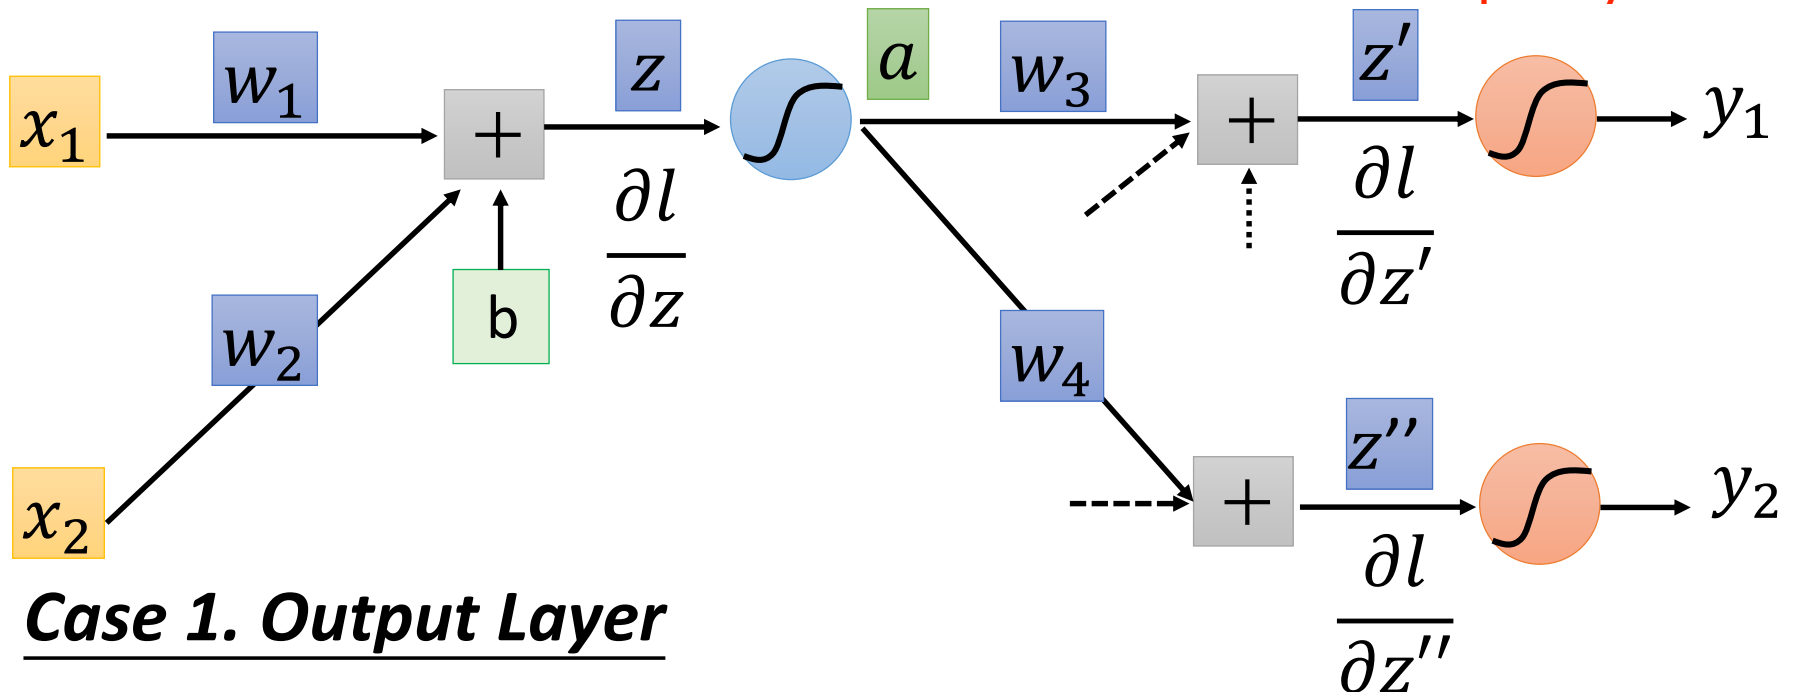 x₁
w₁
+
z
∂l
∂z
a
w₃
+
z′
∂l
∂z′
y₁
x₂
w₂
b
w₄
+
z′′
∂l
∂z′′
y₂
Case 1. Output Layer